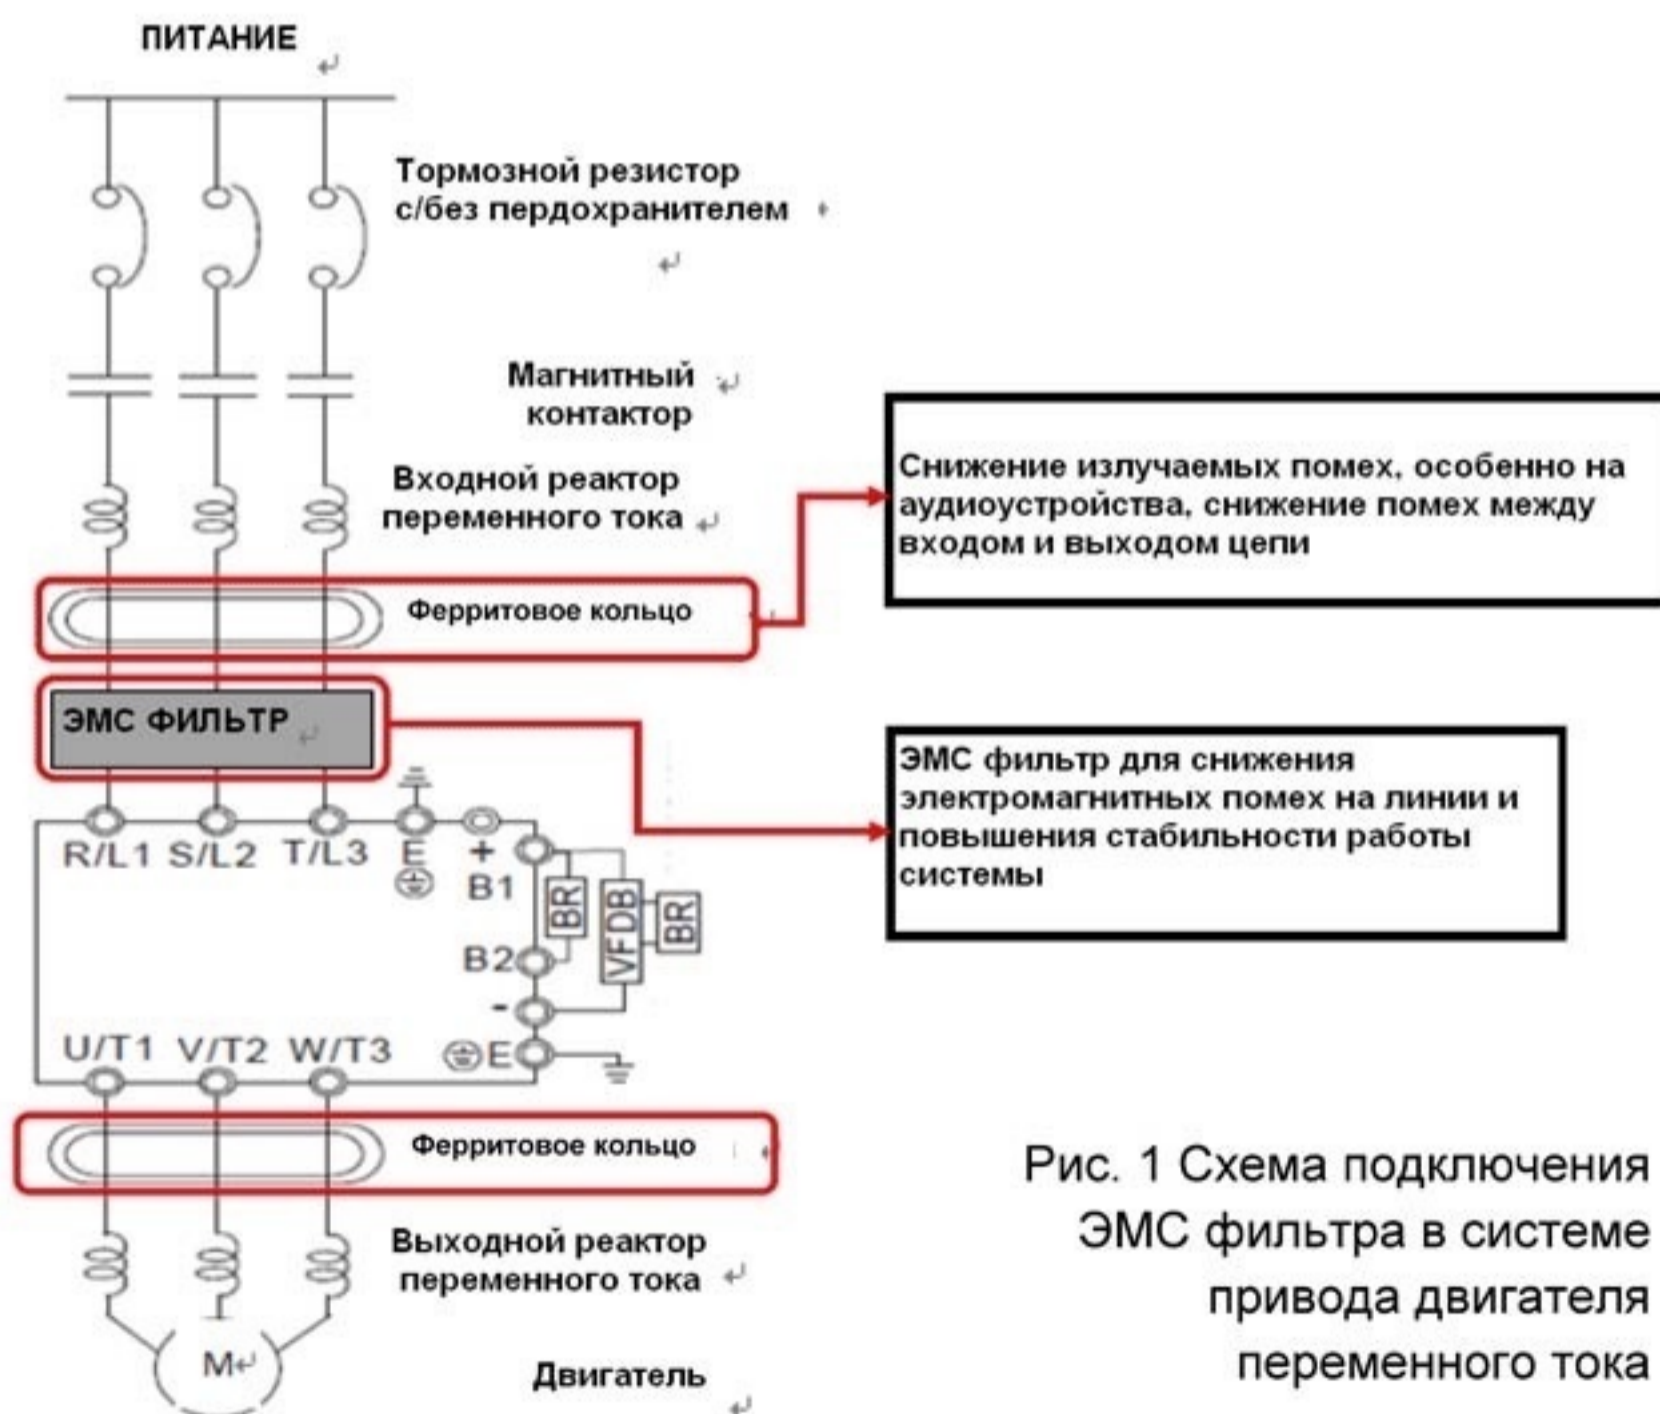 ПИТАНИЕ
Тормозной резистор
с/без пердохранителем
Магнитный
контактор
Входной реактор
переменного тока
Ферритовое кольцо
Снижение излучаемых помех, особенно на
аудиоустройства, снижение помех между
входом и выходом цепи
ЭМС ФИЛЬТР
ЭМС фильтр для снижения
электромагнитных помех на линии и
повышения стабильности работы
системы
R/L1 S/L2 T/L3 E +
B1
BR
VFDB
BR
B2
-
U/T1 V/T2 W/T3 E
Ферритовое кольцо
Выходной реактор
переменного тока
M
Двигатель
Рис. 1 Схема подключения
ЭМС фильтра в системе
привода двигателя
переменного тока